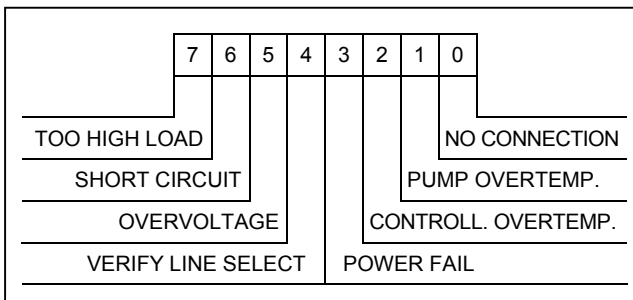 7 6 5 4 3 2 1 0
TOO HIGH LOAD NO CONNECTION
SHORT CIRCUIT PUMP OVERTEMP.
OVERVOLTAGE CONTROLL. OVERTEMP.
VERIFY LINE SELECT POWER FAIL